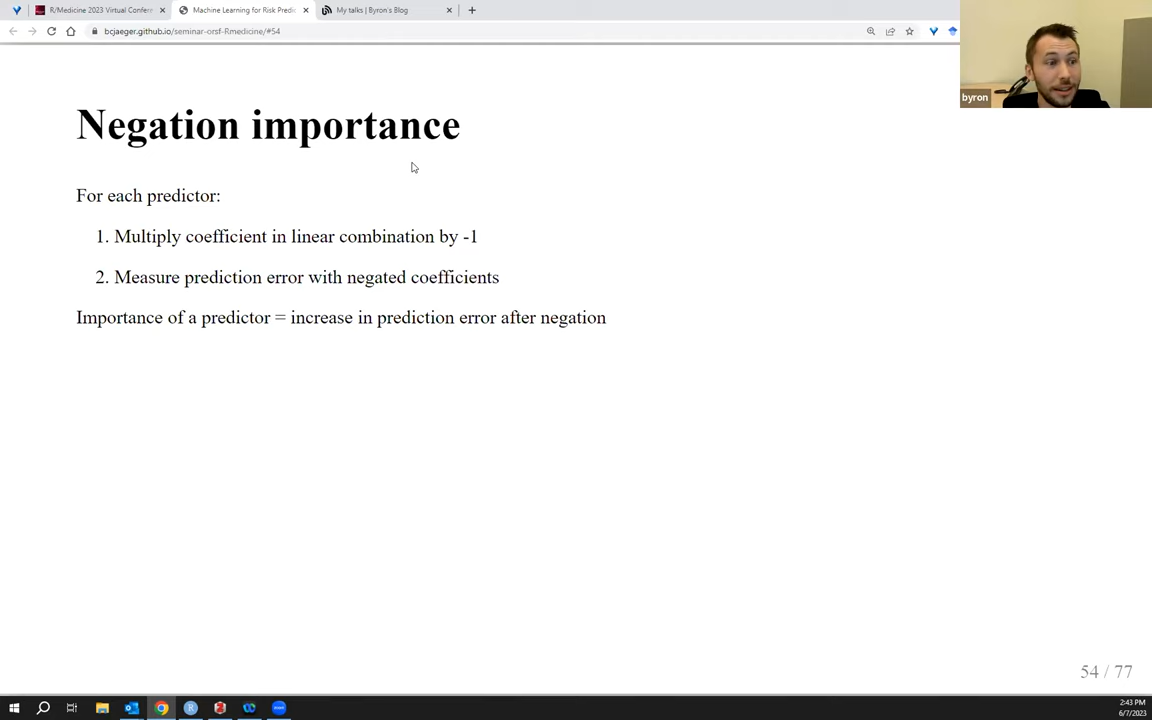 R/Medicine 2023 Virtual Confere
Machine Learning for Risk Predic
My talks | Byron's Blog
bcjaeger.github.io/seminar-orsf-Rmedicine/#54
byron
Negation importance
For each predictor:
1. Multiply coefficient in linear combination by -1
2. Measure prediction error with negated coefficients
Importance of a predictor = increase in prediction error after negation
54 / 77
2:43 PM
6/7/2023